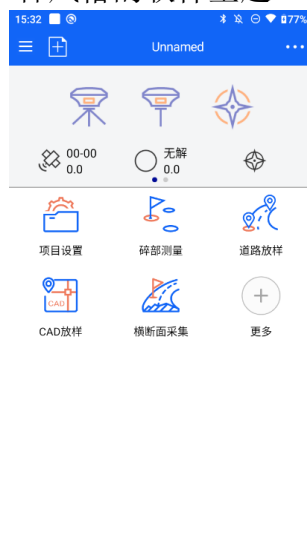 15:32 77%
Unnamed
00-00 无解
0.0 0.0
项目设置 碎部测量 道路放样
CAD
CAD放样 横断面采集 更多